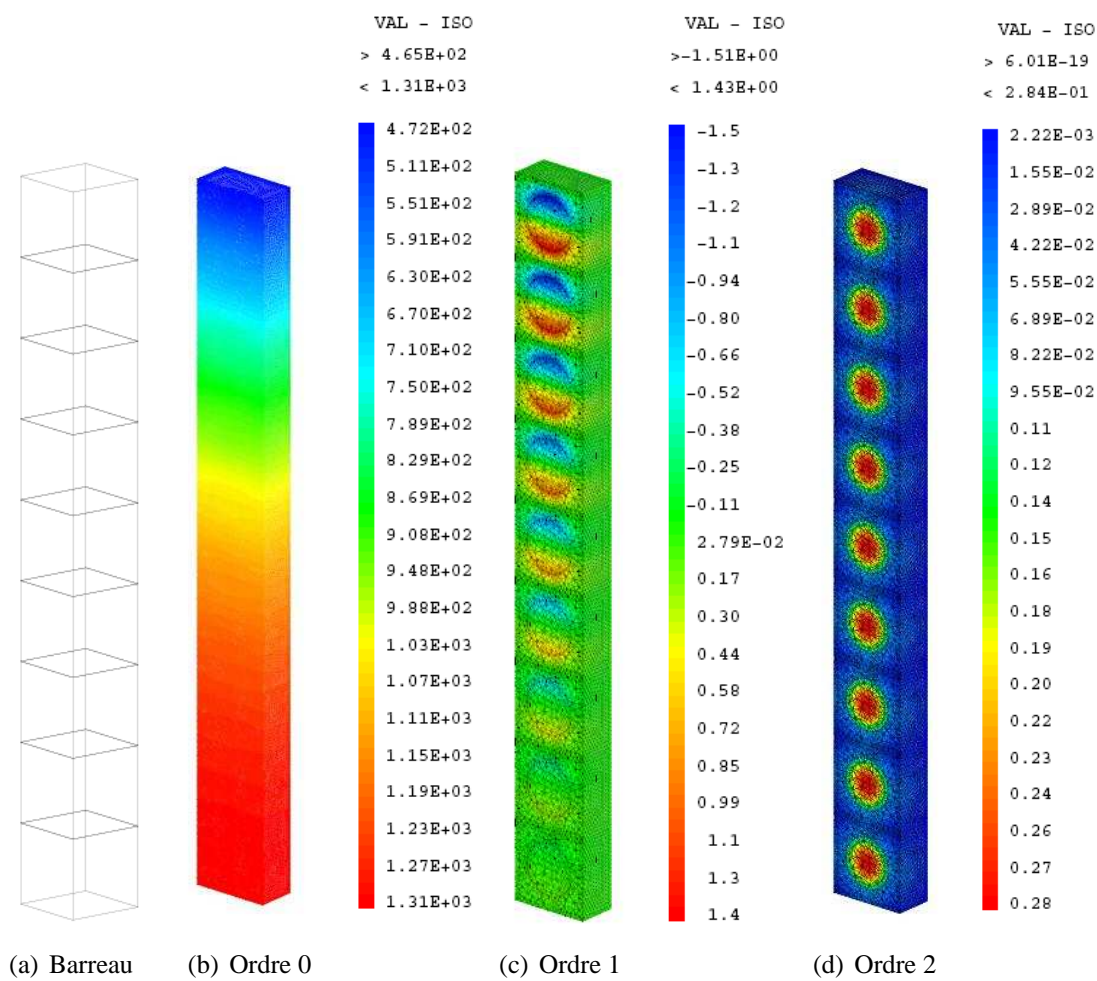 VAL - ISO
> 4.65E+02
< 1.31E+03
4.72E+02
5.11E+02
5.51E+02
5.91E+02
6.30E+02
6.70E+02
7.10E+02
7.50E+02
7.89E+02
8.29E+02
8.69E+02
9.08E+02
9.48E+02
9.88E+02
1.03E+03
1.07E+03
1.11E+03
1.15E+03
1.19E+03
1.23E+03
1.27E+03
1.31E+03
VAL - ISO
>-1.51E+00
< 1.43E+00
-1.5
-1.3
-1.2
-1.1
-0.94
-0.80
-0.66
-0.52
-0.38
-0.25
-0.11
2.79E-02
0.17
0.30
0.44
0.58
0.72
0.85
0.99
1.1
1.3
1.4
VAL - ISO
> 6.01E-19
< 2.84E-01
2.22E-03
1.55E-02
2.89E-02
4.22E-02
5.55E-02
6.89E-02
8.22E-02
9.55E-02
0.11
0.12
0.14
0.15
0.16
0.18
0.19
0.20
0.22
0.23
0.24
0.26
0.27
0.28
(a) Barreau
(b) Ordre 0
(c) Ordre 1
(d) Ordre 2